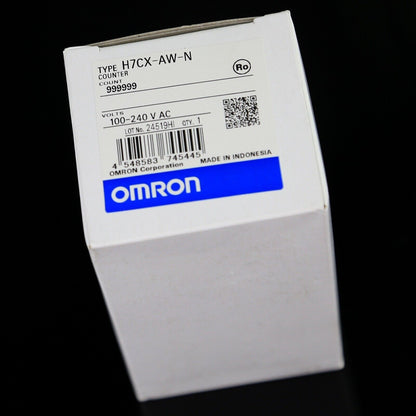 TYPE H7CX-AW-N
COUNTER
COUNT
999999
Ro
VOLTS
100-240 V AC
LOT No. 24519H QTY. 1
4 548583 745445
OMRON Corporation MADE IN INDONESIA
OMRON